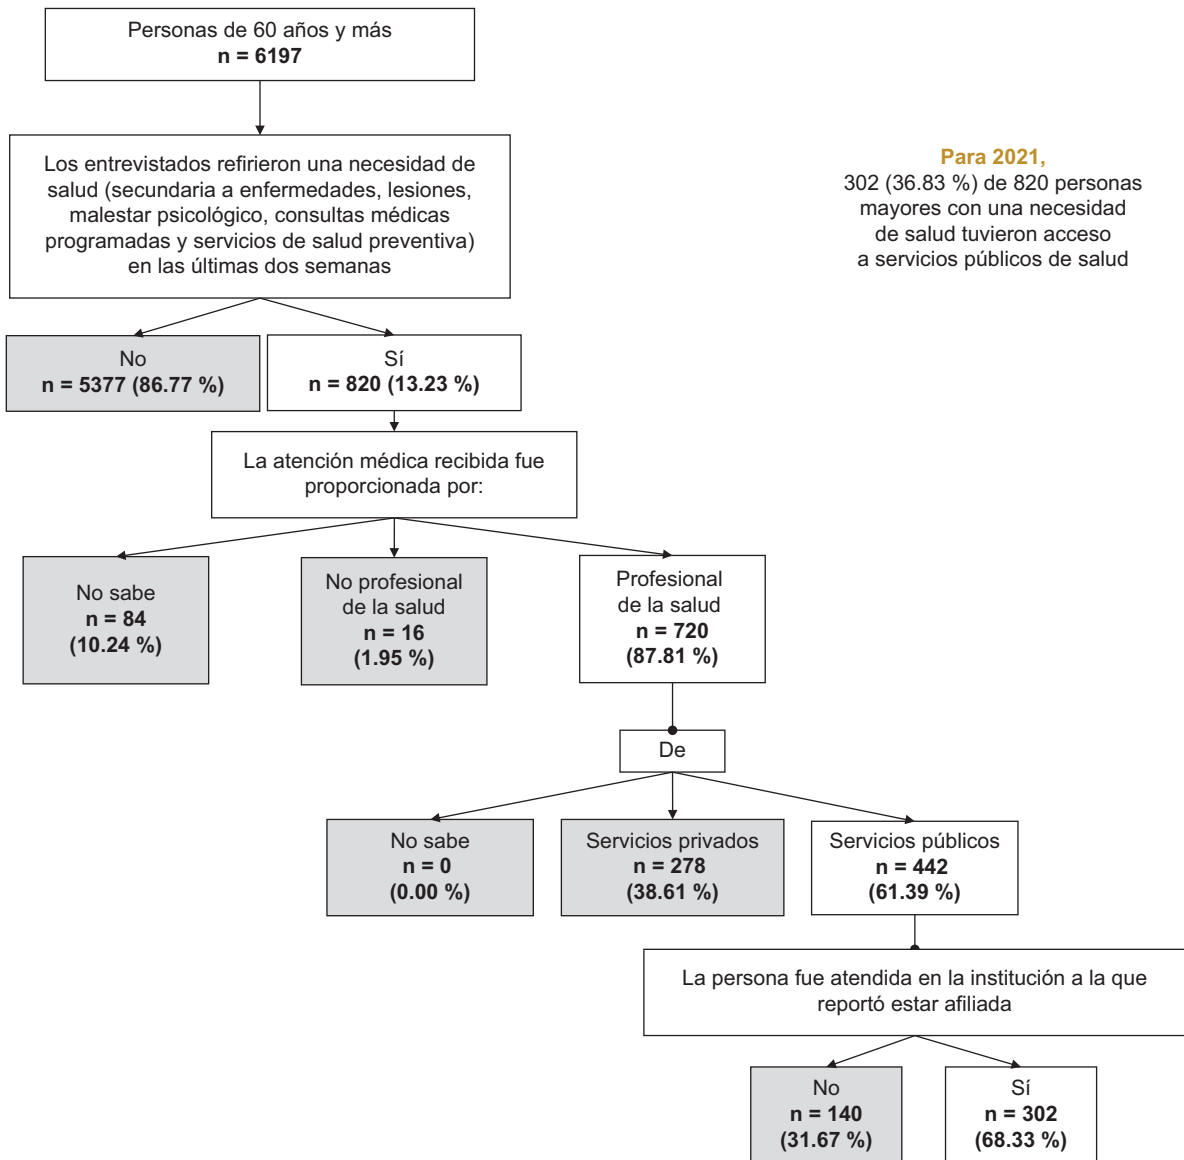 Personas de 60 años y más
n = 6197
Los entrevistados refirieron una necesidad de
salud (secundaria a enfermedades, lesiones,
malestar psicológico, consultas médicas
programadas y servicios de salud preventiva)
en las últimas dos semanas
Para 2021,
302 (36.83 %) de 820 personas
mayores con una necesidad
de salud tuvieron acceso
a servicios públicos de salud
No
n = 5377 (86.77 %)
Sí
n = 820 (13.23 %)
La atención médica recibida fue
proporcionada por:
No sabe
n = 84
(10.24 %)
No profesional
de la salud
n = 16
(1.95 %)
Profesional
de la salud
n = 720
(87.81 %)
De
No sabe
n = 0
(0.00 %)
Servicios privados
n = 278
(38.61 %)
Servicios públicos
n = 442
(61.39 %)
La persona fue atendida en la institución a la que
reportó estar afiliada
No
n = 140
(31.67 %)
Sí
n = 302
(68.33 %)